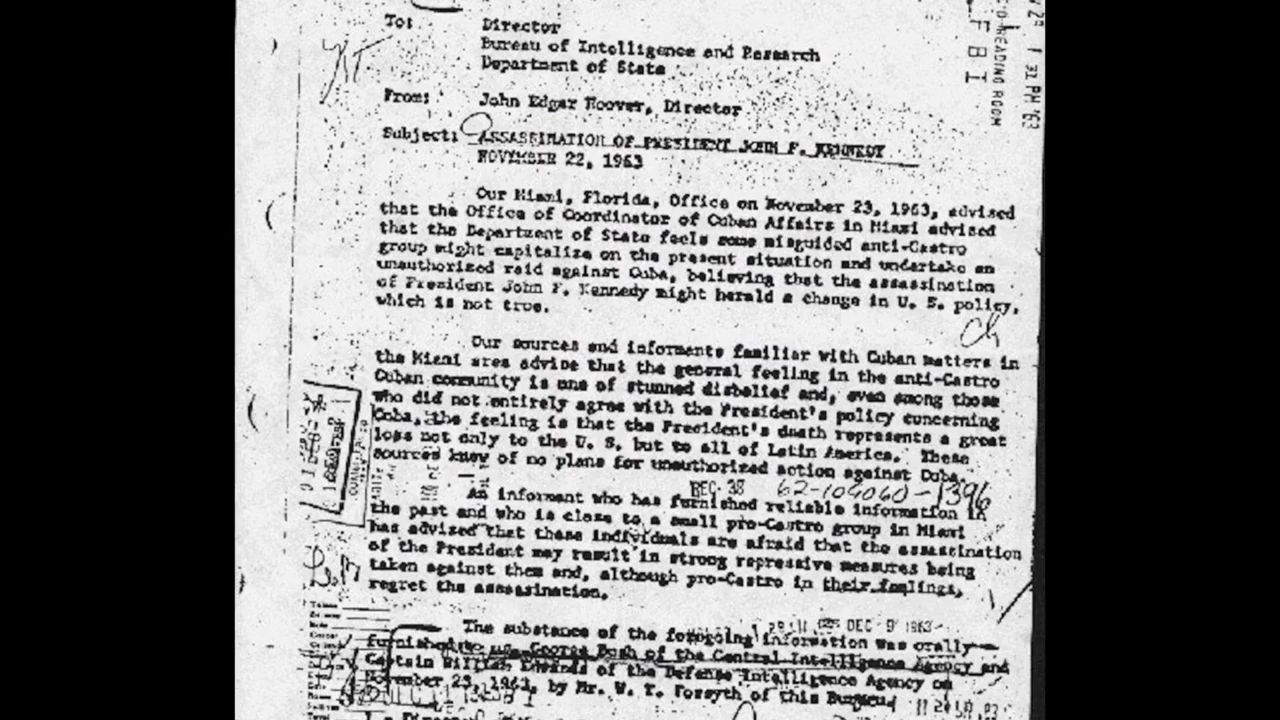 To:
Director
Bureau of Intelligence and Research
Department of State
From:
John Edgar Hoover, Director
Subject:
ASSASSINATION OF PRESIDENT JOHN F. KENNEDY
NOVEMBER 22, 1963
31 PM '63
READING ROOM
F B I
Our Miami, Florida, Office on November 23, 1963, advised
that the Office of Coordinator of Cuban Affairs in Miami advised
that the Department of State feels some misguided anti-Castro
group might capitalize on the present situation and undertake an
unauthorized raid against Cuba, believing that the assassination
of President John F. Kennedy might herald a change in U. S. policy,
which is not true.
Our sources and informants familiar with Cuban matters in
the Miami area advise that the general feeling in the anti-Castro
Cuban community is one of stunned disbelief and, even among those
who did not entirely agree with the President's policy concerning
Cuba, the feeling is that the President's death represents a great
loss not only to the U. S. but to all of Latin America. These
sources know of no plans for unauthorized action against Cuba.
REC- 38 62-109060-1396
An informant who has furnished reliable information in
the past and who is close to a small pro-Castro group in Miami
has advised that these individuals are afraid that the assassination
of the President may result in strong repressive measures being
taken against them and, although pro-Castro in their feelings,
regret the assassination.
DEC 9 1963
The substance of the foregoing information was orally
furnished to Mr. George Bush of the Central Intelligence Agency and
Captain William Edwards of the Defense Intelligence Agency on
November 23, 1963, by Mr. W. T. Forsyth of this Bureau.